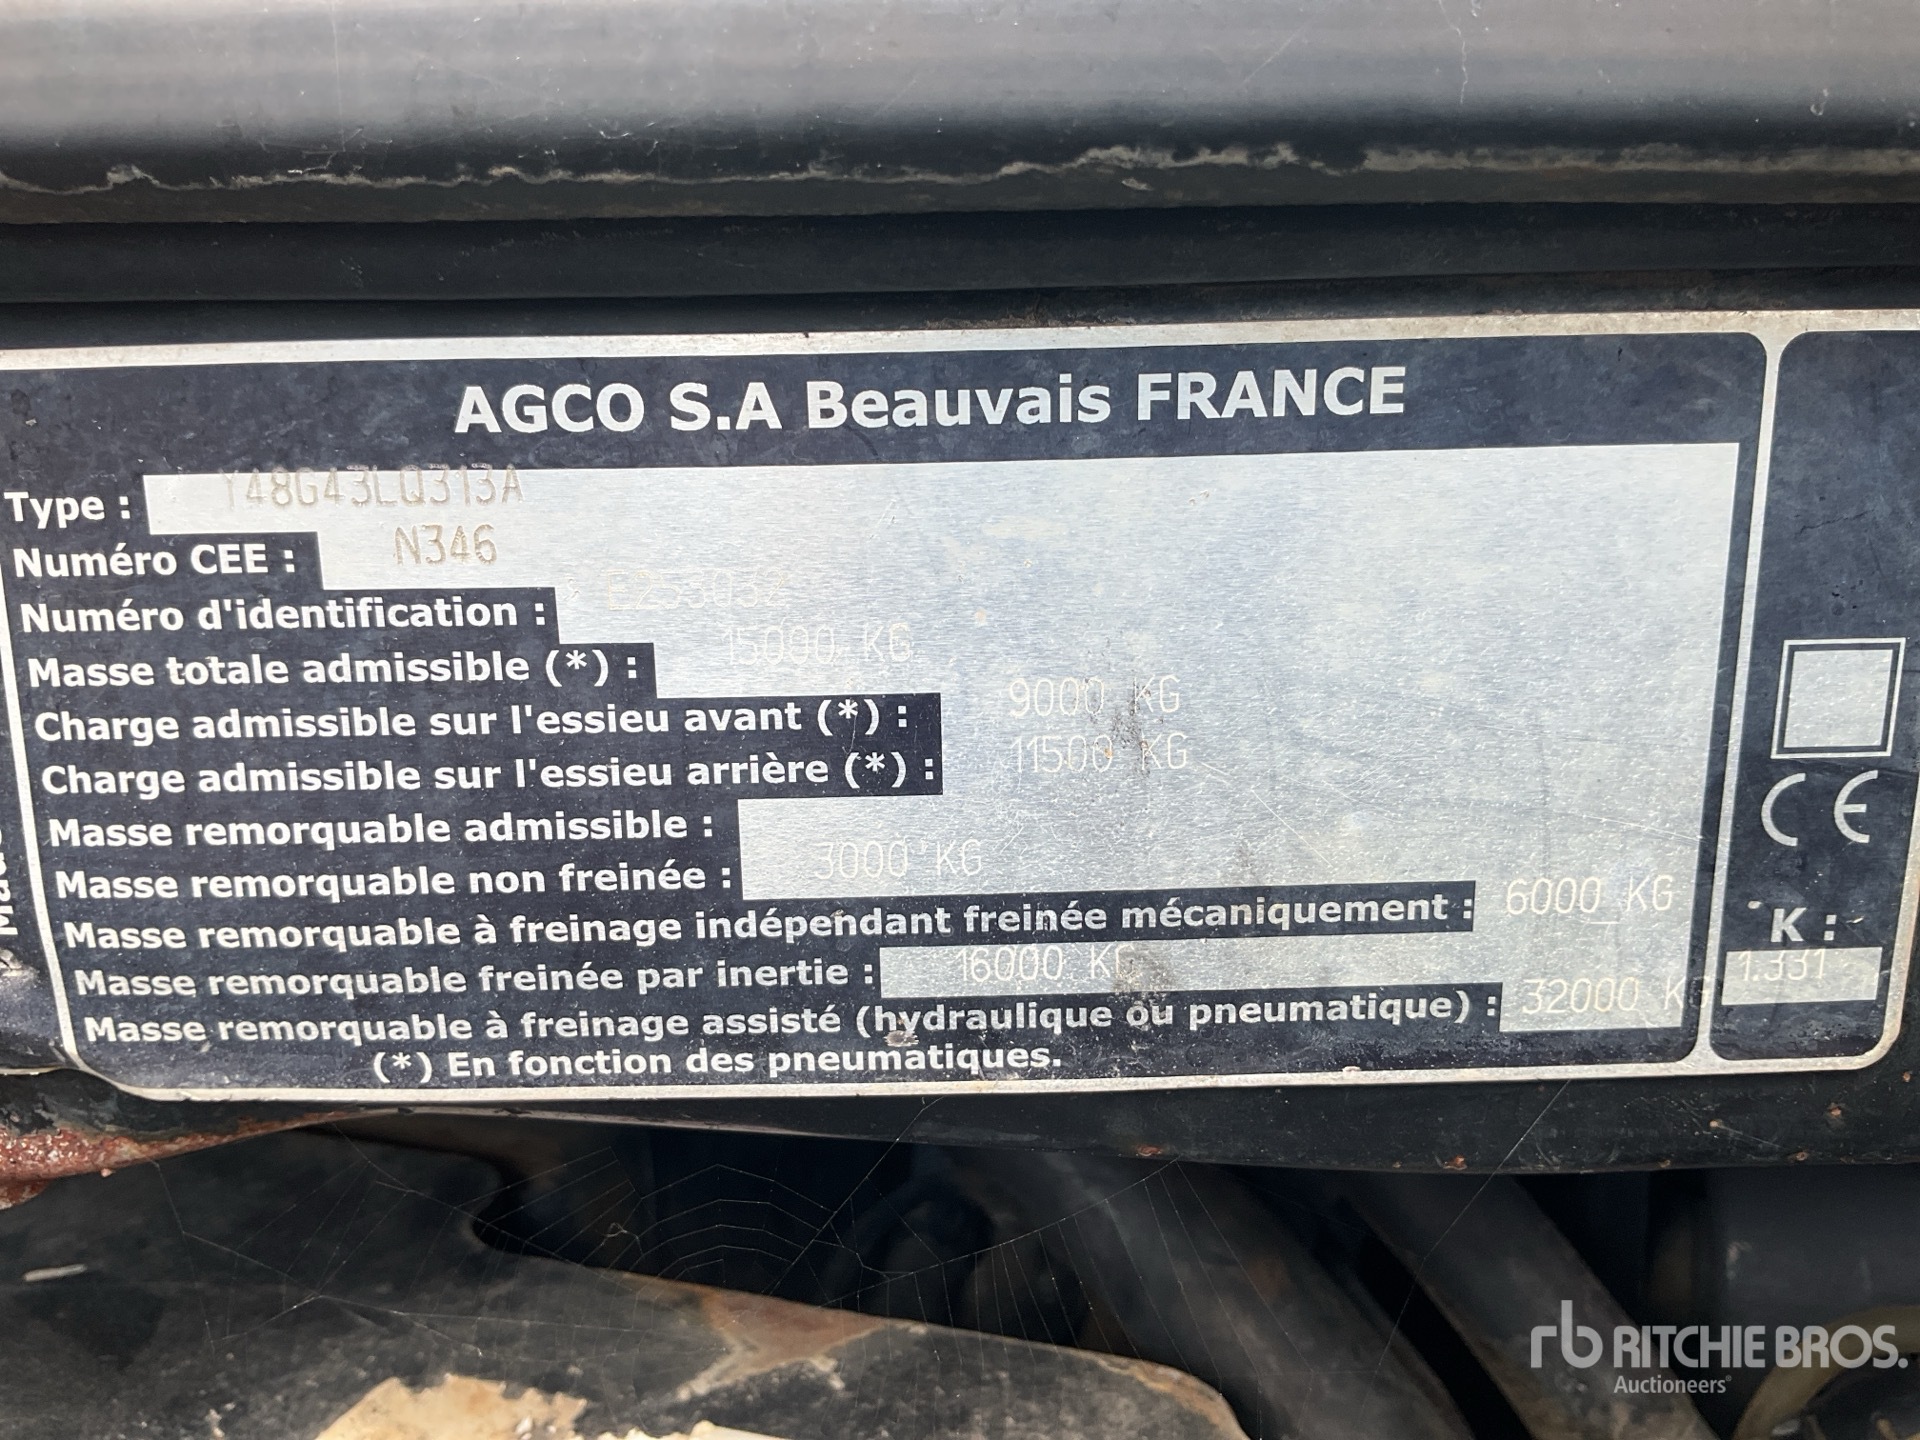 AGCO S.A Beauvais FRANCE
Type : Y48G43LQ313A
Numéro CEE : N346
Numéro d'identification :
Masse totale admissible (*) : 15000 KG
Charge admissible sur l'essieu avant (*) : 9000 KG
Charge admissible sur l'essieu arrière (*) : 11500 KG
Masse remorquable admissible :
Masse remorquable non freinée : 3000 KG
Masse remorquable à freinage indépendant freinée mécaniquement : 6000 KG
Masse remorquable freinée par inertie : 16000 KG
Masse remorquable à freinage assisté (hydraulique ou pneumatique) : 32000 KG
(*) En fonction des pneumatiques.
CE
K :
1.331
rb RITCHIE BROS.
Auctioneers